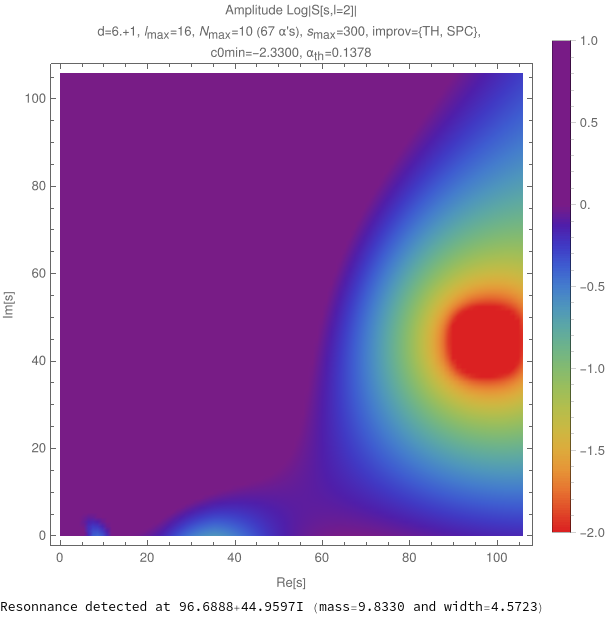 Amplitude Log|S[s,l=2]|
d=6.+1, lmax=16, Nmax=10 (67 α's), smax=300, improv={TH, SPC},
c0min=−2.3300, αth=0.1378
Im[s]
100
80
60
40
20
0
0 20 40 60 80 100
Re[s]
1.0
0.5
0.
−0.5
−1.0
−1.5
−2.0
Resonnance detected at 96.6888+44.9597I (mass=9.8330 and width=4.5723)